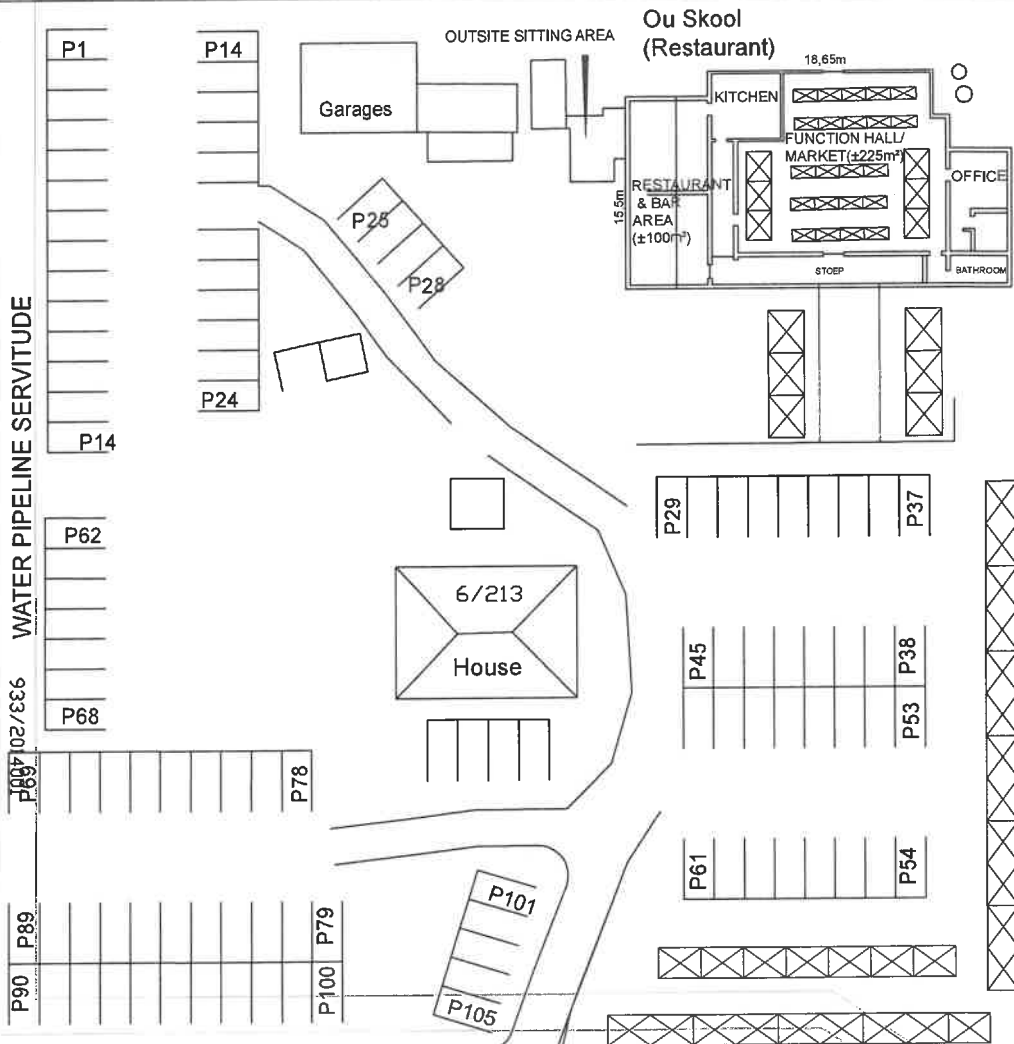 Ou Skool
(Restaurant)
OUTSITE SITTING AREA
18,65m
P1
P14
Garages
KITCHEN
FUNCTION HALL/
MARKET(±225m²)
OFFICE
RESTAURANT
& BAR
AREA
(±100m²)
15.5m
STOEP
BATHROOM
P25
P28
P24
P14
WATER PIPELINE SERVITUDE
P29
P37
P62
6/213
House
P45
P38
P53
P68
933/2014001
P69
P78
P61
P54
P101
P89
P79
P90
P100
P105